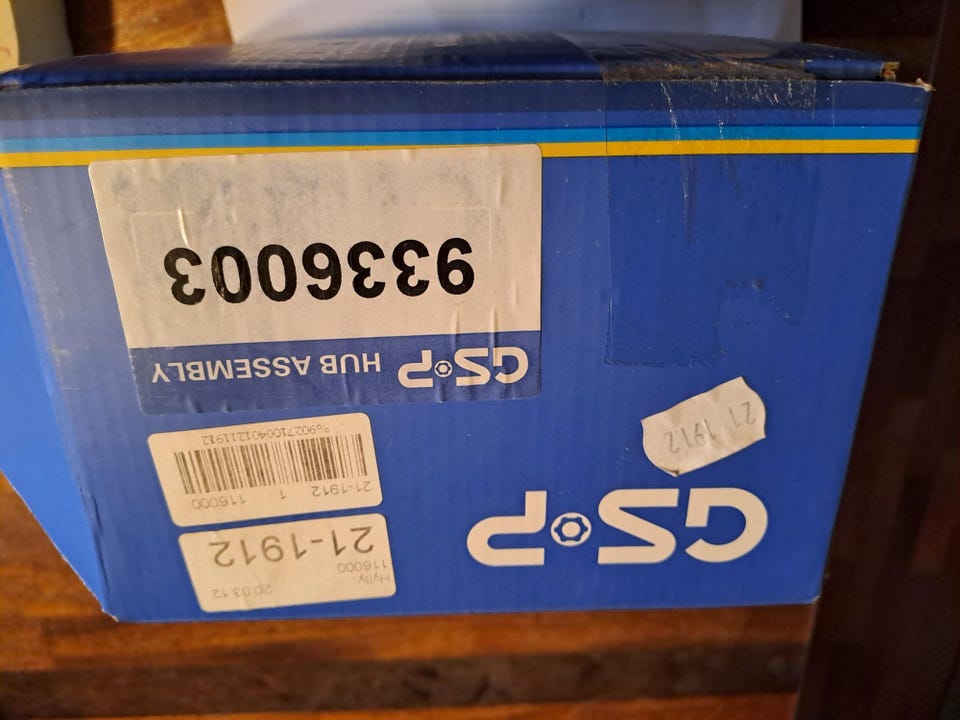 GSP
20.03.12
Hylly:
116000
21-1912
21-1912 1 116000
%9027100401211912
21 1912
GSP HUB ASSEMBLY
9336003